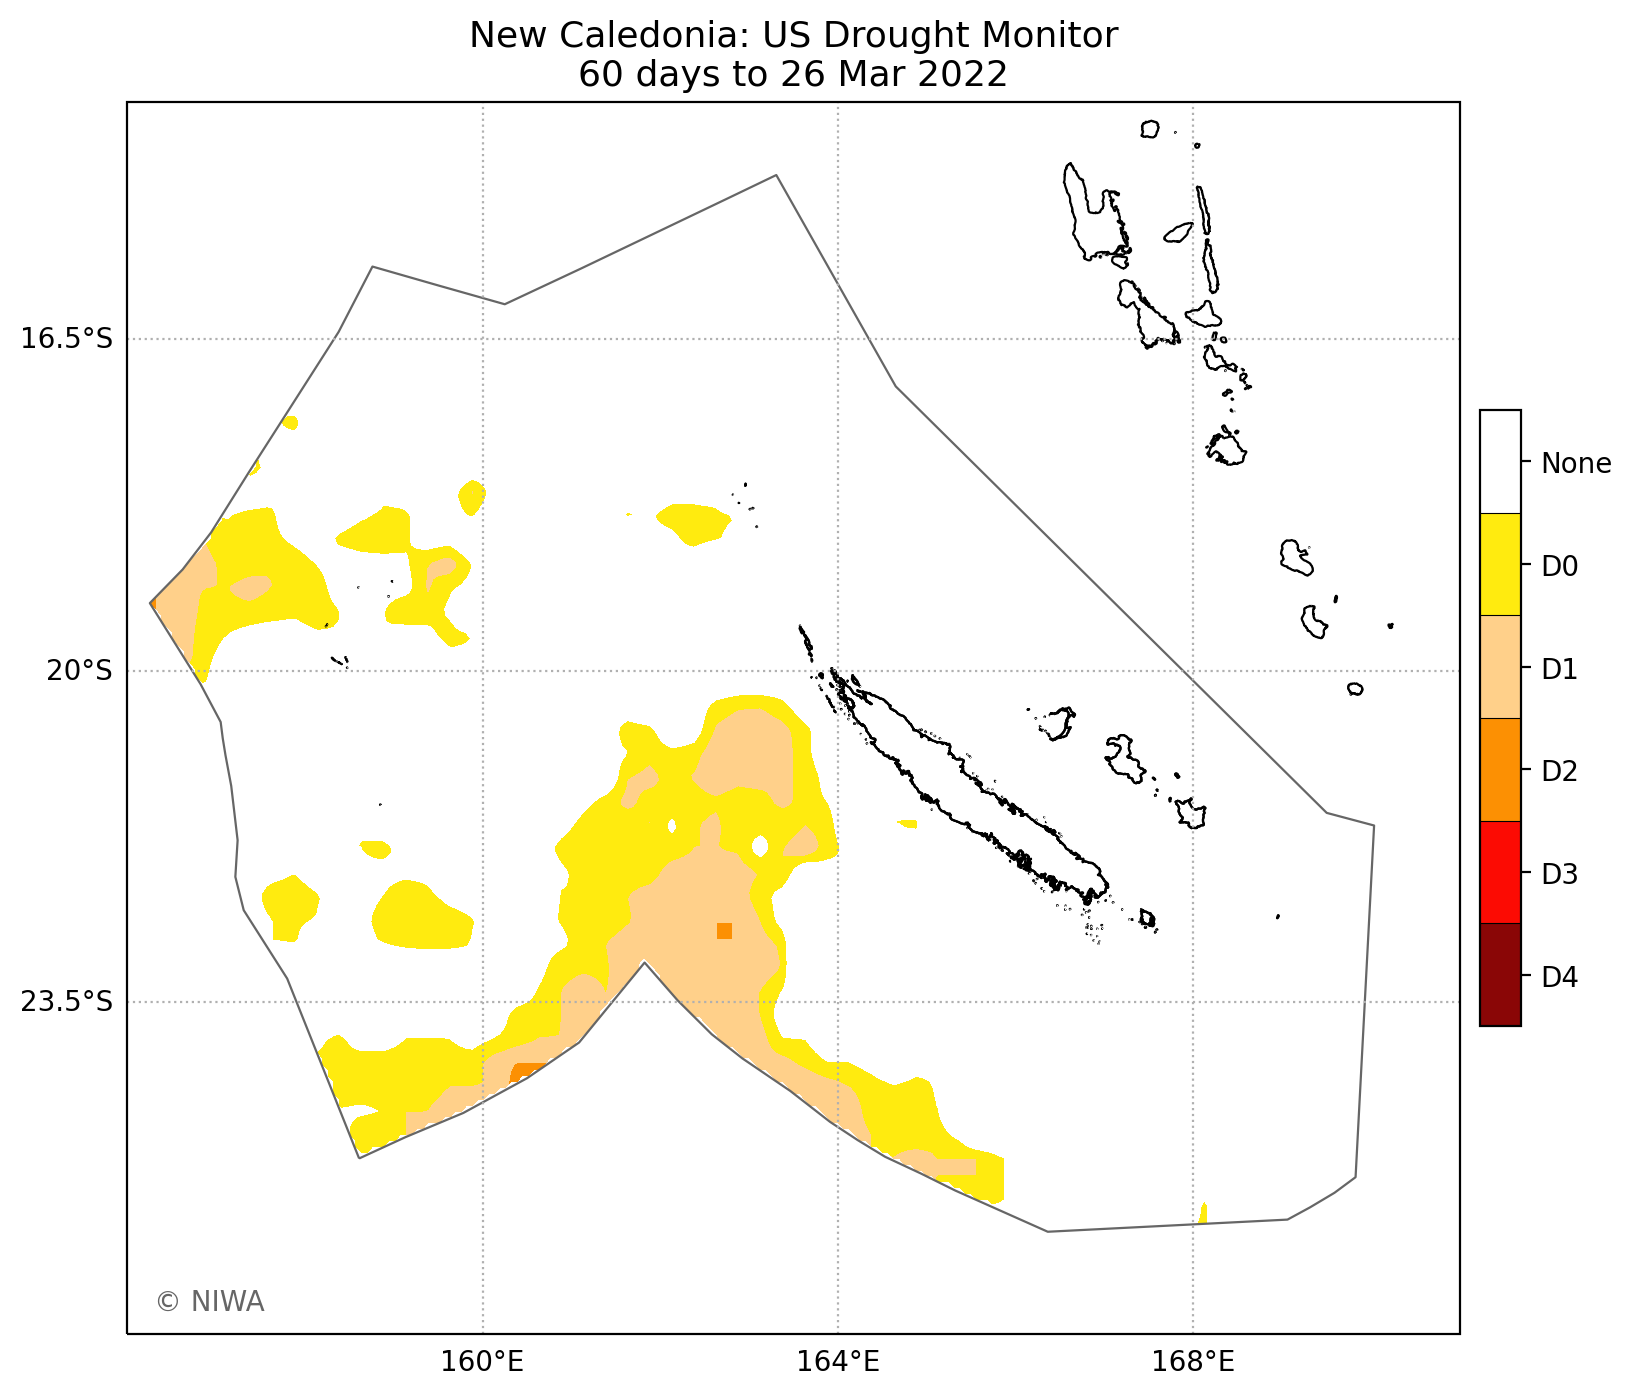 New Caledonia: US Drought Monitor
60 days to 26 Mar 2022
16.5°S
20°S
23.5°S
160°E
164°E
168°E
None
D0
D1
D2
D3
D4
© NIWA